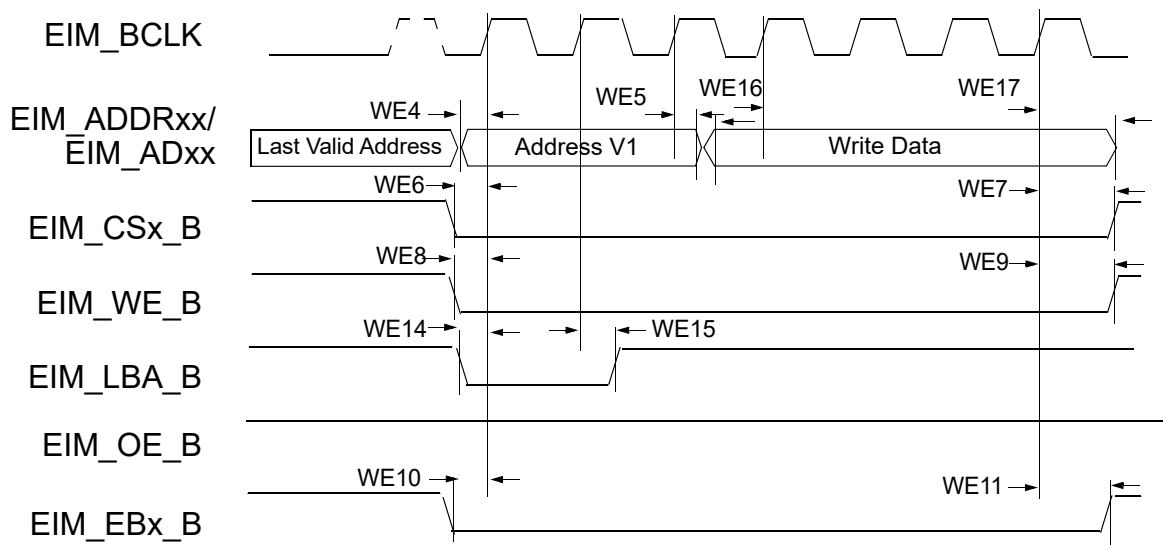 EIM_BCLK
WE4
WE5
WE16
WE17
EIM_ADDRxx/
EIM_ADxx
Last Valid Address
Address V1
Write Data
WE6
WE7
EIM_CSx_B
WE8
WE9
EIM_WE_B
WE14
WE15
EIM_LBA_B
EIM_OE_B
WE10
WE11
EIM_EBx_B